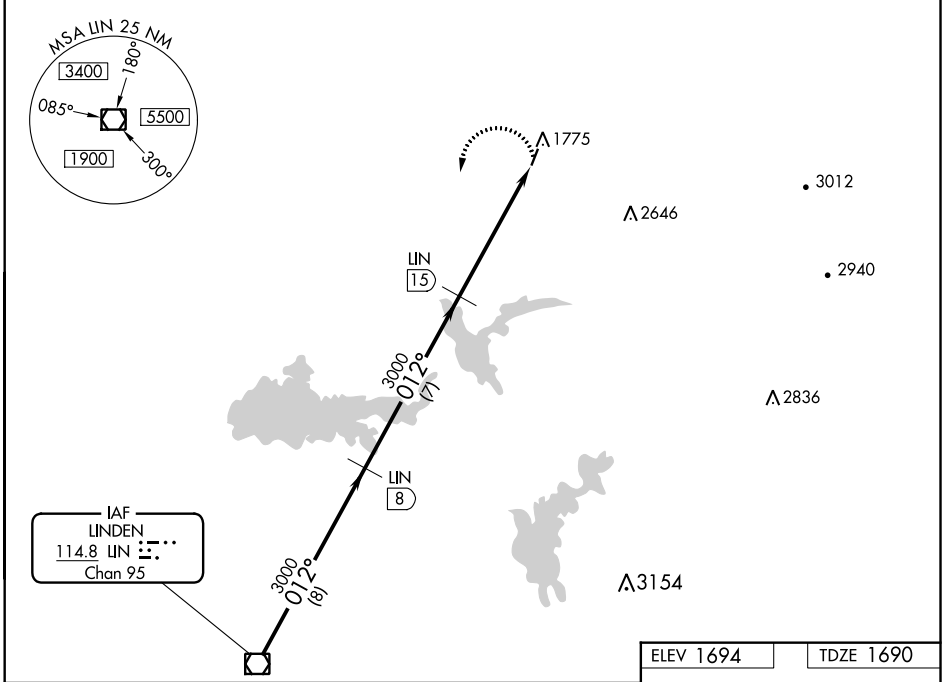 MSA LIN 25 NM
3400
180°
085°
5500
1900
300°
1775
3012
2646
LIN
15
2940
3000
012°
(7)
2836
LIN
8
IAF
LINDEN
114.8 LIN
Chan 95
3000
012°
(8)
3154
ELEV 1694
TDZE 1690